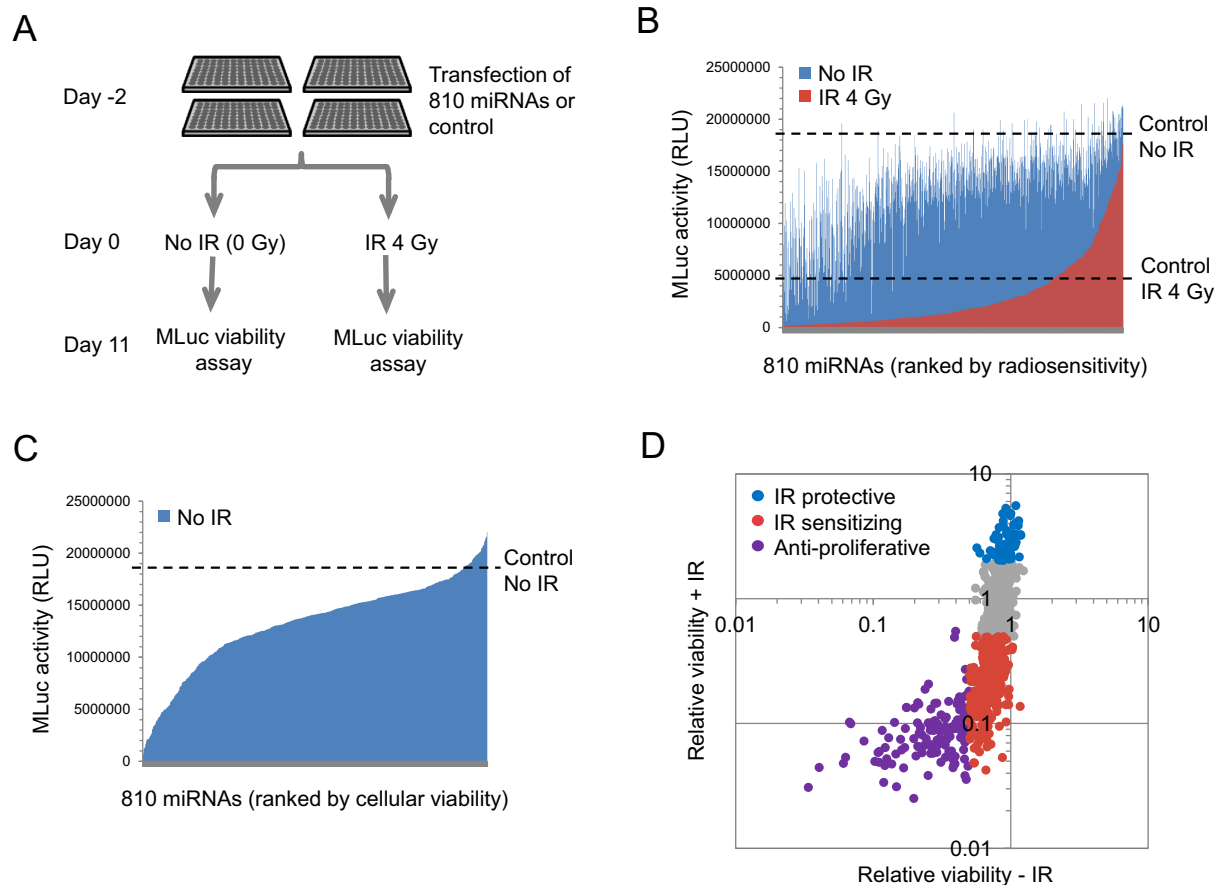 A
Day -2
Transfection of
810 miRNAs or
control
Day 0
No IR (0 Gy)
IR 4 Gy
Day 11
MLuc viability
assay
MLuc viability
assay
B
MLuc activity (RLU)
25000000
20000000
15000000
10000000
5000000
0
No IR
IR 4 Gy
Control
No IR
Control
IR 4 Gy
810 miRNAs (ranked by radiosensitivity)
C
MLuc activity (RLU)
25000000
20000000
15000000
10000000
5000000
0
No IR
Control
No IR
810 miRNAs (ranked by cellular viability)
D
Relative viability + IR
10
1
0.1
0.01
IR protective
IR sensitizing
Anti-proliferative
0.01
0.1
1
10
Relative viability - IR